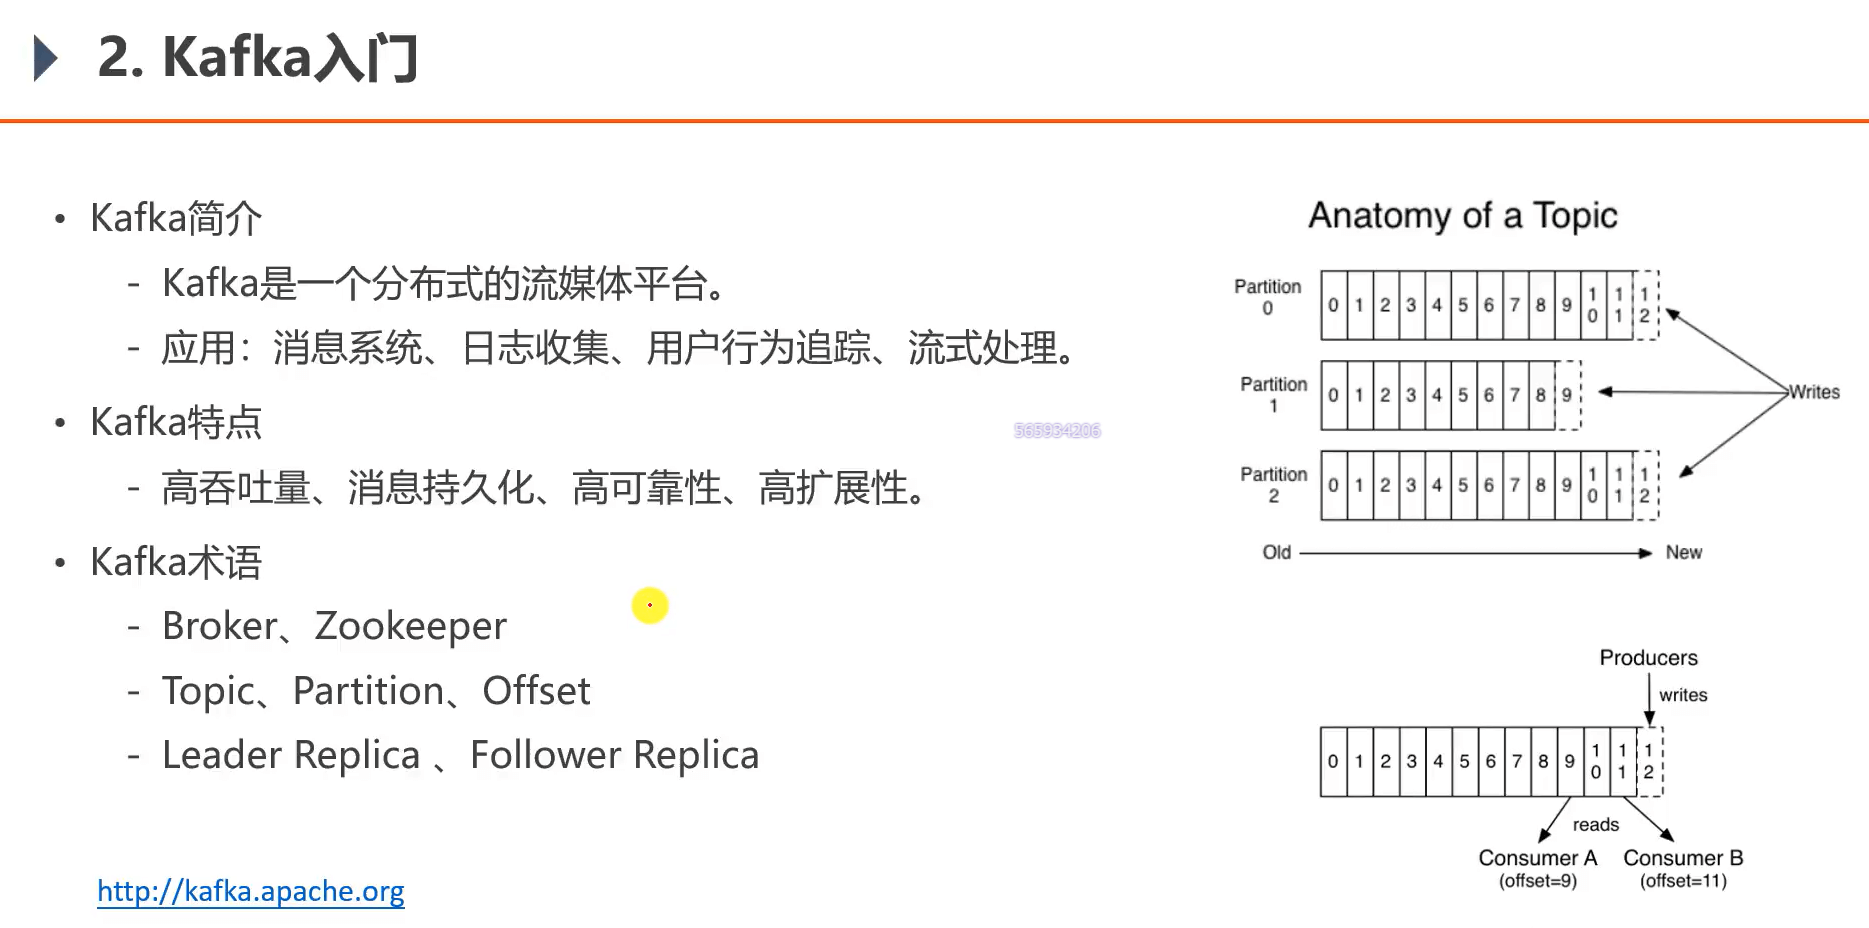 2. Kafka入门
• Kafka简介
- Kafka是一个分布式的流媒体平台。
- 应用：消息系统、日志收集、用户行为追踪、流式处理。
• Kafka特点
- 高吞吐量、消息持久化、高可靠性、高扩展性。
• Kafka术语
- Broker、Zookeeper
- Topic、Partition、Offset
- Leader Replica 、Follower Replica
http://kafka.apache.org
565934206
Anatomy of a Topic
Partition 0
0 1 2 3 4 5 6 7 8 9 10 11 12
Partition 1
0 1 2 3 4 5 6 7 8 9
Partition 2
0 1 2 3 4 5 6 7 8 9 10 11 12
Writes
Old New
Producers
writes
0 1 2 3 4 5 6 7 8 9 10 11 12
reads
Consumer A Consumer B
(offset=9) (offset=11)